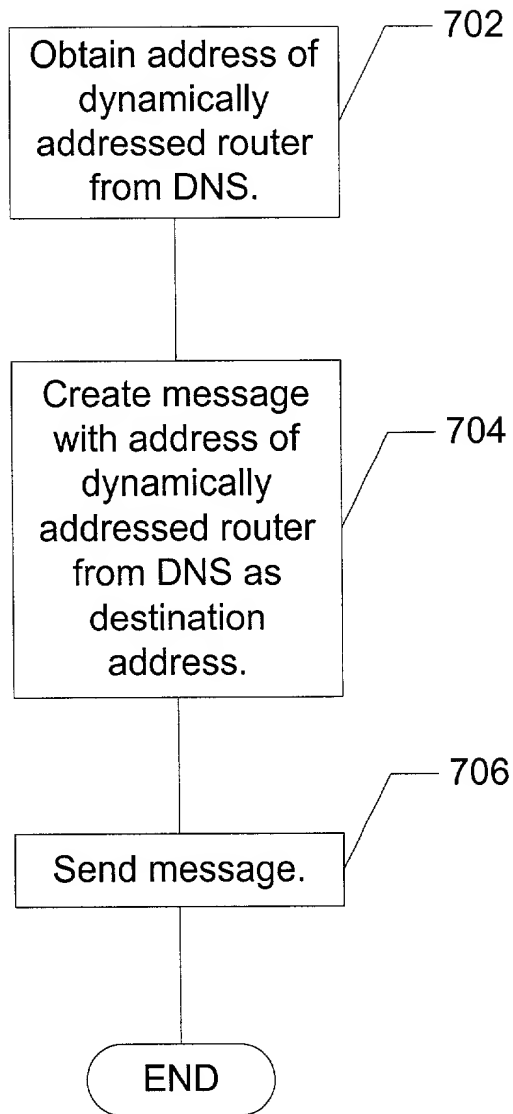 702
Obtain address of
dynamically
addressed router
from DNS.
704
Create message
with address of
dynamically
addressed router
from DNS as
destination
address.
706
Send message.
END